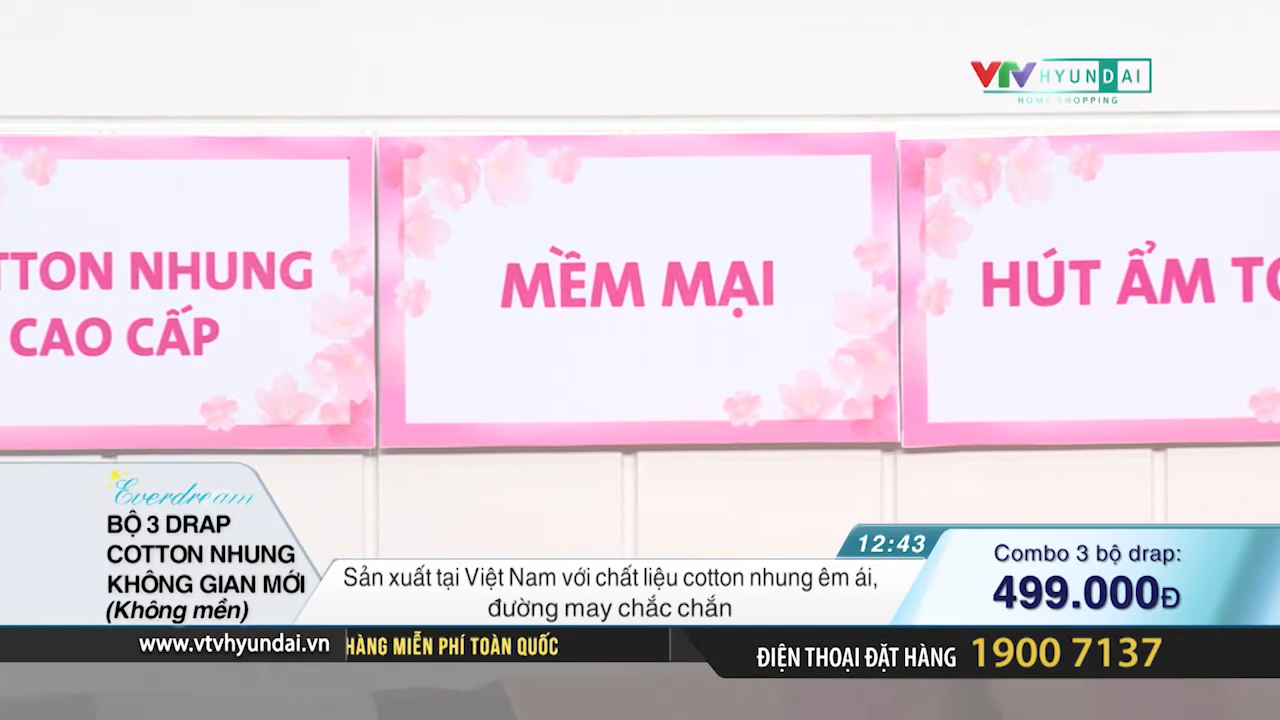 VTV HYUNDAI
HOME SHOPPING
TTON NHUNG
CAO CẤP
MỀM MẠI
HÚT ẨM
Everdream
BỘ 3 DRAP
COTTON NHUNG
KHÔNG GIAN MỚI
(Không mền)
12:43
Sản xuất tại Việt Nam với chất liệu cotton nhung êm ái,
đường may chắc chắn
Combo 3 bộ drap:
499.000Đ
www.vtvhyundai.vn
HÀNG MIỄN PHÍ TOÀN QUỐC
ĐIỆN THOẠI ĐẶT HÀNG 1900 7137